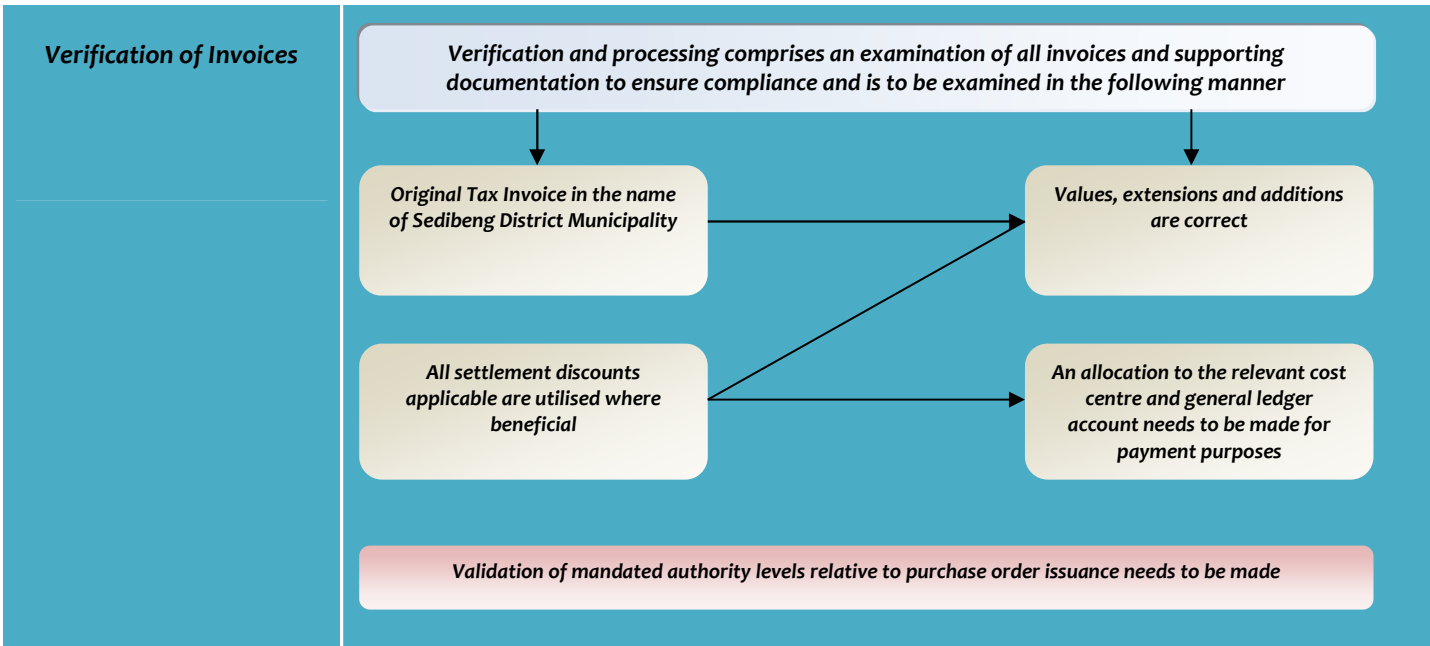 Verification of Invoices
Verification and processing comprises an examination of all invoices and supporting
documentation to ensure compliance and is to be examined in the following manner
Original Tax Invoice in the name
of Sedibeng District Municipality
Values, extensions and additions
are correct
All settlement discounts
applicable are utilised where
beneficial
An allocation to the relevant cost
centre and general ledger
account needs to be made for
payment purposes
Validation of mandated authority levels relative to purchase order issuance needs to be made